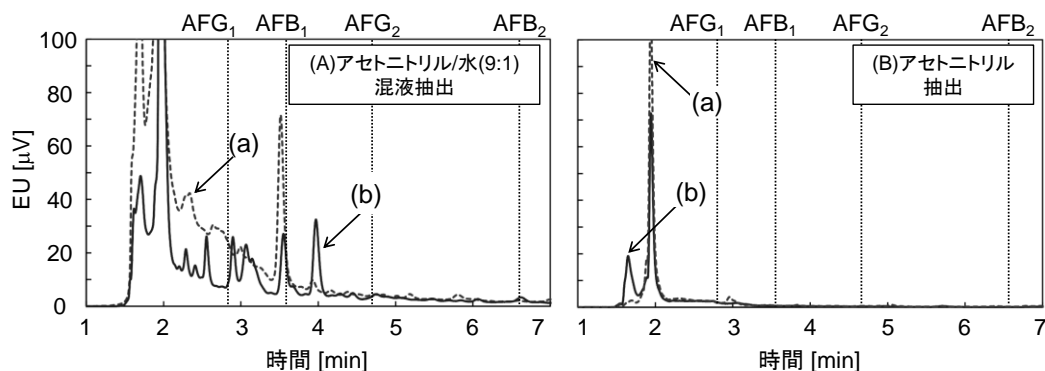 AFG₁ AFB₁ AFG₂ AFB₂
100
80
60
40
20
0
EU [μV]
(A)アセトニトリル/水(9:1)
混液抽出
(a)
(b)
1 2 3 4 5 6 7
時間 [min]
AFG₁ AFB₁ AFG₂ AFB₂
(B)アセトニトリル
抽出
(a)
(b)
1 2 3 4 5 6 7
時間 [min]